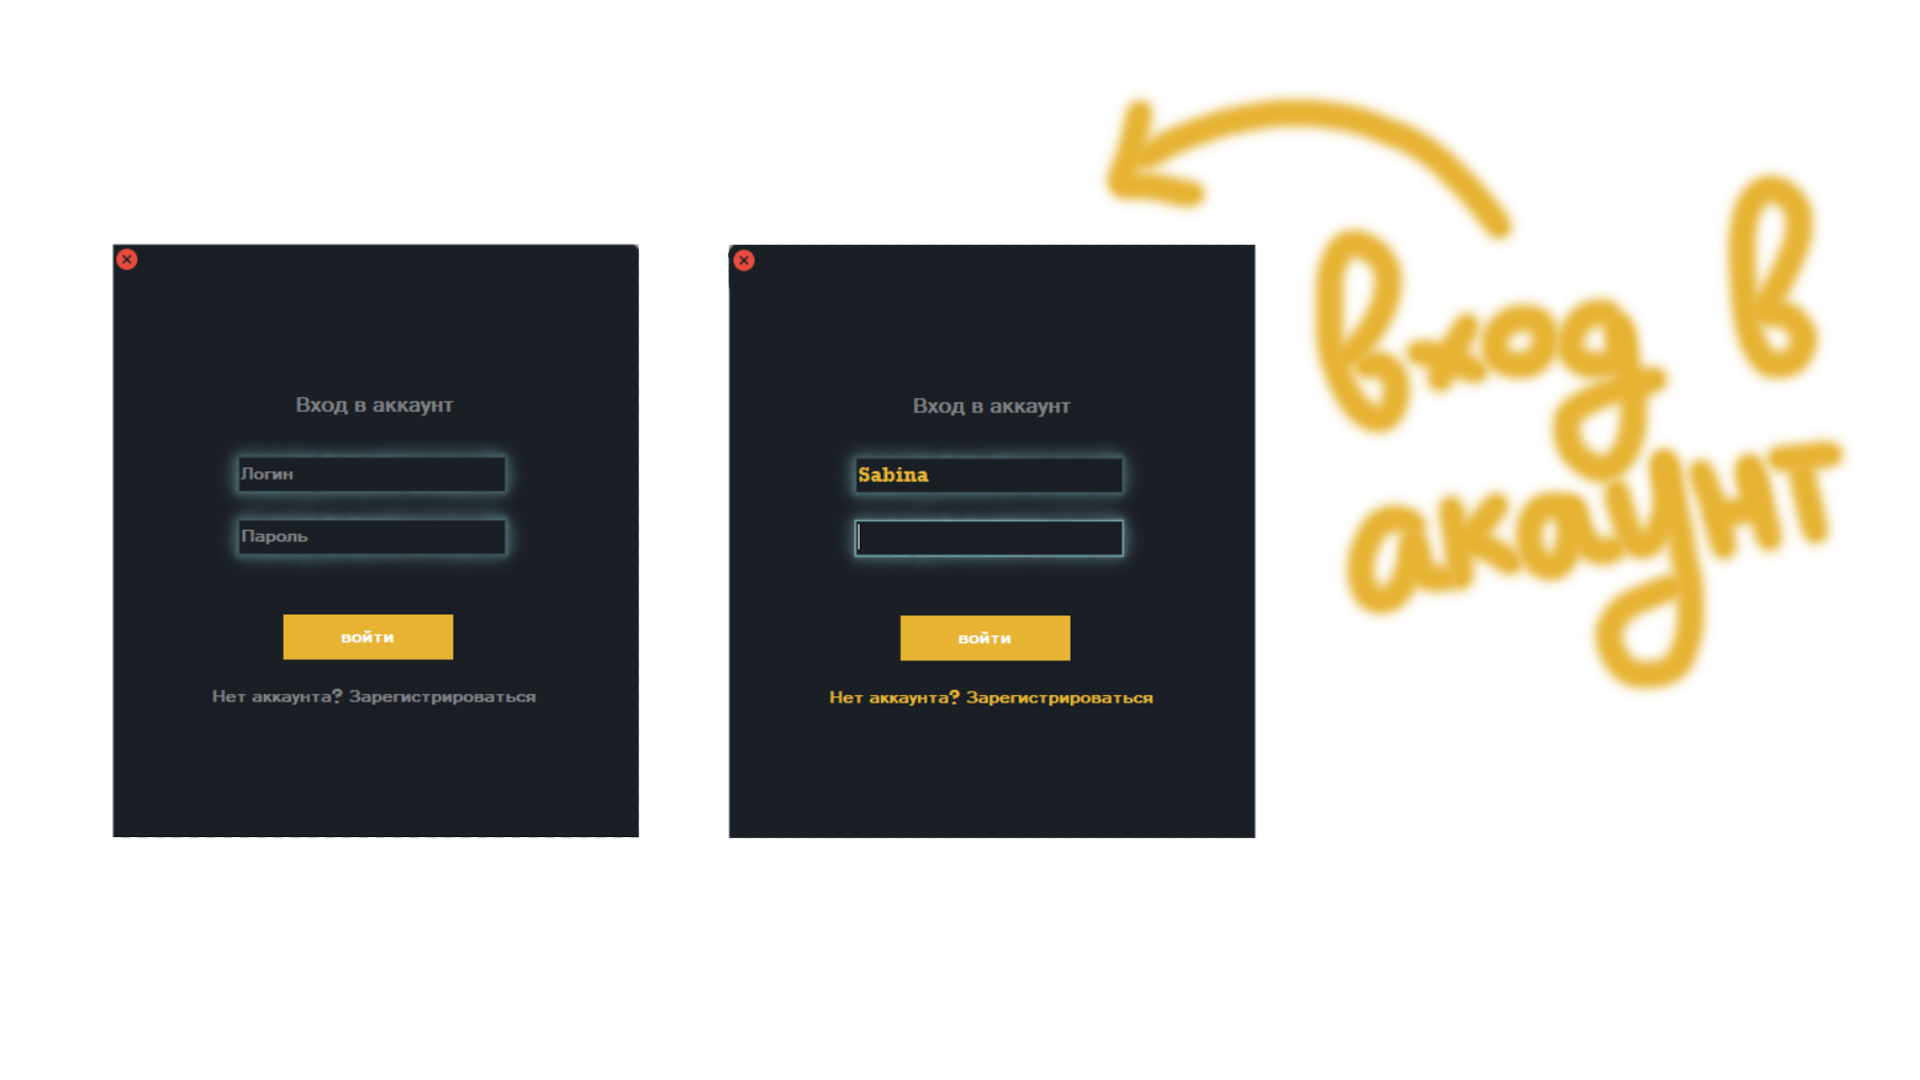 Вход в аккаунт
Логин
Пароль
войти
Нет аккаунта? Зарегистрироваться
Вход в аккаунт
Sabina
войти
Нет аккаунта? Зарегистрироваться
вход в
акаунт